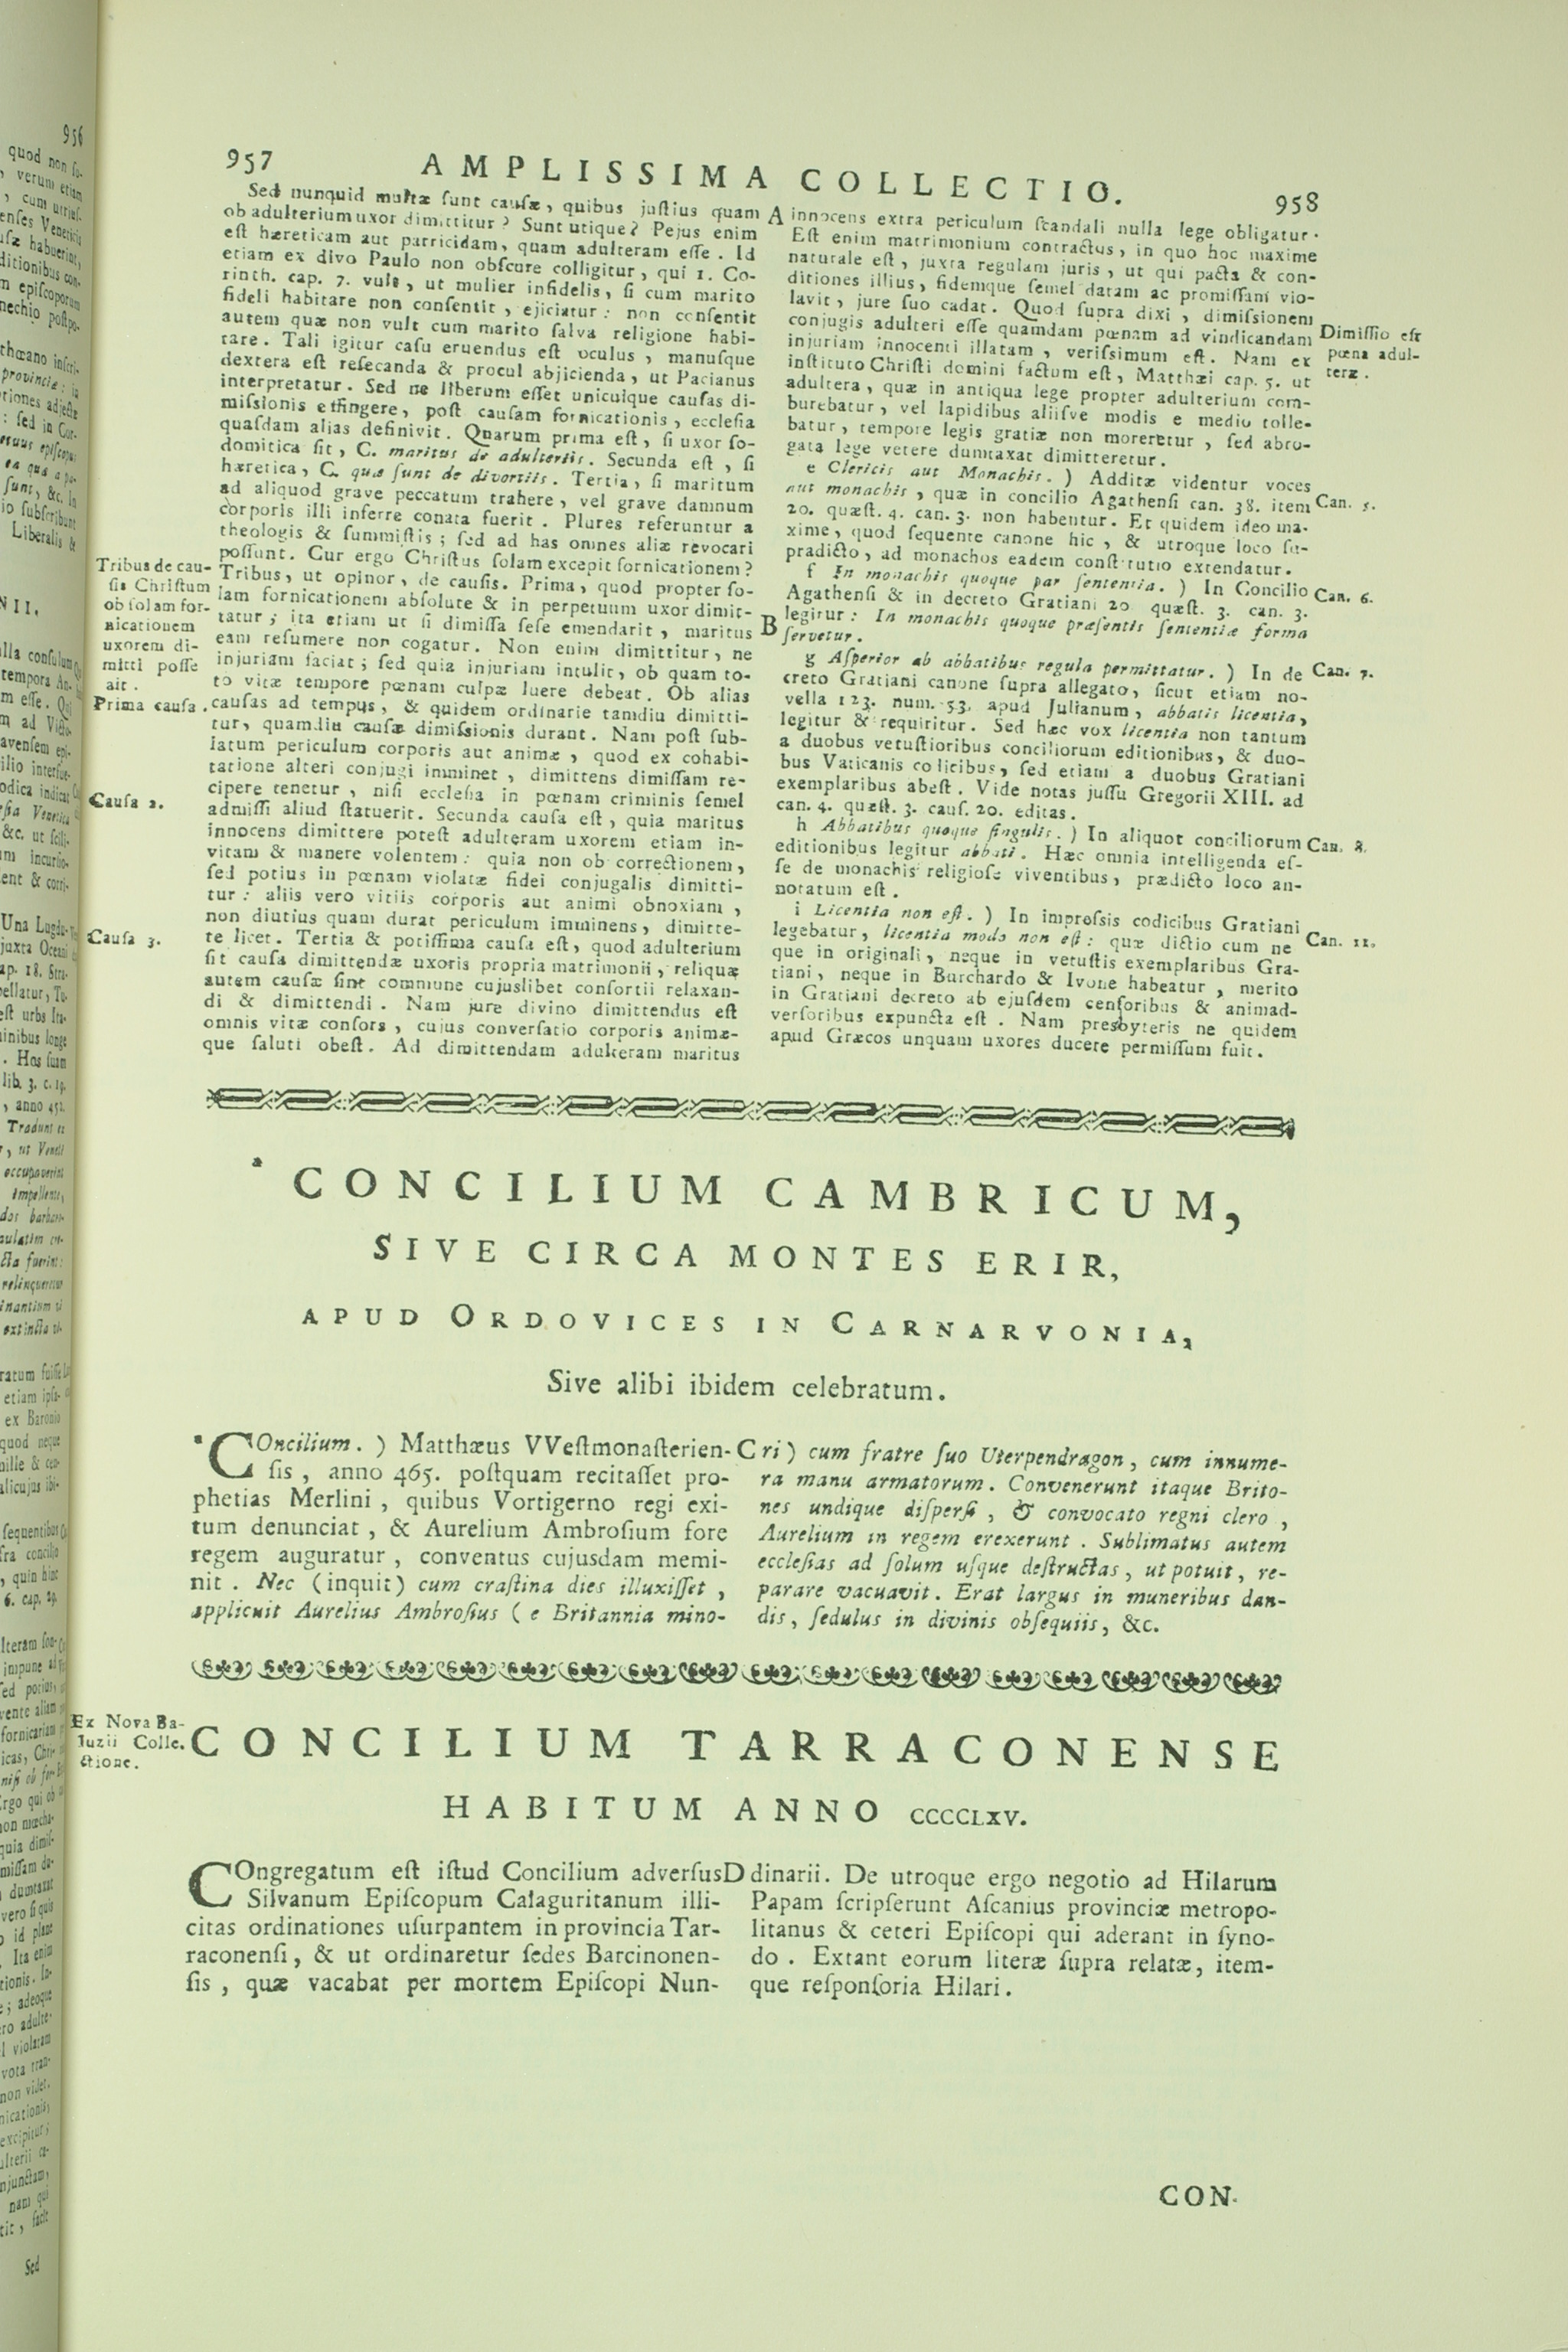 957
AMPLISSIMA COLLECTIO.
958
Sed nunquid multæ ſunt cauſæ, quibus juſtius quam
ob adulterium uxor dimittitur? Sunt utique? Pejus enim
eſt hæreticam aut parricidam, quam adulteram eſſe. Id
etiam ex divo Paulo non obſcure colligitur, qui 1. Co-
rinth. cap. 7. vult, ut mulier infidelis, ſi cum marito
fideli habitare non conſentit, ejiciatur: non conſentit
autem quæ non vult cum marito ſalva religione habi-
tare. Tali igitur caſu eruendus eſt oculus, manuſque
dextera eſt reſecanda & procul abjicienda, ut Pacianus
interpretatur. Sed ne liberum eſſet unicuique cauſas di-
miſſionis effingere, poſt cauſam fornicationis, eccleſia
quaſdam alias definivit. Quarum prima eſt, ſi uxor ſo-
domitica ſit, C. maritus de adulteriis. Secunda eſt, ſi
hæretica, C. quæ ſunt de divortiis. Tertia, ſi maritum
ad aliquod grave peccatum trahere, vel grave damnum
corporis illi inferre conata fuerit. Plures referuntur a
theologis & ſummiſtis; ſed ad has omnes aliæ revocari
poſſunt. Cur ergo Chriſtus ſolam excepit fornicationem?
Tribus, ut opinor, de cauſis. Prima, quod propter ſo-
lam fornicationem abſolute & in perpetuum uxor dimit-
tatur; ita etiam ut ſi dimiſſa ſeſe emendarit, maritus
eam reſumere non cogatur. Non enim dimittitur, ne
injuriam faciat; ſed quia injuriam intulit, ob quam to-
to vitæ tempore pœnam culpæ luere debeat. Ob alias
cauſas ad tempus, & quidem ordinarie tamdiu dimitti-
tur, quamdiu cauſæ dimiſſionis durant. Nam poſt ſub-
latum periculum corporis aut animæ, quod ex cohabi-
tatione alteri conjugi imminet, dimittens dimiſſam re-
cipere tenetur, niſi eccleſia in pœnam criminis ſemel
admiſſi aliud ſtatuerit. Secunda cauſa eſt, quia maritus
innocens dimittere poteſt adulteram uxorem etiam in-
vitam & manere volentem: quia non ob correctionem,
ſed potius in pœnam violatæ fidei conjugalis dimitti-
tur: aliis vero vitiis corporis aut animi obnoxiam,
non diutius quam durat periculum imminens, dimitte-
te licet. Tertia & potiſſima cauſa eſt, quod adulterium
ſit cauſa dimittendæ uxoris propria matrimonii, reliquæ
autem cauſæ ſint commune cujuslibet conſortii relaxan-
di & dimittendi. Nam jure divino dimittendus eſt
omnis vitæ conſors, cujus converſatio corporis animæ-
que ſaluti obeſt. Ad dimittendam adulteram maritus
Tribus de cau-
ſis Chriſtum
ob ſolam for-
nicationem
uxorem di-
mitti poſſe
ait.
Prima cauſa.
Cauſa 2.
Cauſa 3.
A
innocens extra periculum ſcandali nulla lege obligatur.
Eſt enim matrimonium contractus, in quo hoc maxime
naturale eſt, juxta regulam juris, ut qui pacta & con-
ditiones illius, fidemque ſemel datam ac promiſſam vio-
lavit, jure ſuo cadat. Quod ſupra dixi, dimiſſionem
conjugis adulteri eſſe quamdam pœnam ad vindicandam
injuriam innocenti illatam, veriſſimum eſt. Nam ex
inſtituto Chriſti domini factum eſt, Matthæi cap. 5. ut
adultera, quæ in antiqua lege propter adulterium com-
burebatur, vel lapidibus aliiſve modis e medio tolle-
batur, tempore legis gratiæ non moreretur, ſed abro-
gata lege vetere dumtaxat dimitteretur.
e Clericis aut Monachis. ) Additæ videntur voces
aut monachis, quæ in concilio Agathenſi can. 38. item
20. quæſt. 4. can. 3. non habentur. Et quidem ideo ma-
xime, quod ſequente canone hic, & utroque loco ſu-
pradicto, ad monachos eadem conſtitutio extendatur.
f In monachis quoque par ſententia. ) In Concilio
Agathenſi & in decreto Gratiani 20 quæſt. 3. can. 3.
B
legitur: In monachis quoque præſentis ſententiæ forma
ſervetur.
g Aſperior ab abbatibus regula permittatur. ) In de
creto Gratiani canone ſupra allegato, ſicut etiam no-
vella 123. num. 53. apud Julianum, abbatis licentia,
legitur & requiritur. Sed hæc vox licentia non tantum
a duobus vetuſtioribus conciliorum editionibus, & duo-
bus Vaticanis codicibus, ſed etiam a duobus Gratiani
exemplaribus abeſt. Vide notas juſſu Gregorii XIII. ad
can. 4. quæſt. 3. cauſ. 20. editas.
h Abbatibus quoque ſingulis. ) In aliquot conciliorum
editionibus legitur abbati. Hæc omnia intelligenda eſ-
ſe de monachis religioſe viventibus, prædicto loco an-
notatum eſt.
i Licentia non eſt. ) In impreſsis codicibus Gratiani
legebatur, licentia modo non eſt: quæ dictio cum ne
que in originali, neque in vetuſtis exemplaribus Gra-
tiani, neque in Burchardo & Ivone habeatur, merito
in Gratiani decreto ab ejuſdem cenſoribus & animad-
verſoribus expuncta eſt. Nam presbyteris ne quidem
apud Græcos unquam uxores ducere permiſſum fuit.
Dimiſſio eſt
pœna adul-
teræ.
Can. 5.
Can. 6.
Can. 7.
Can. 8.
Can. 11.
a CONCILIUM CAMBRICUM,
SIVE CIRCA MONTES ERIR,
APUD ORDOVICES IN CARNARVONIA,
Sive alibi ibidem celebratum.
a COncilium. ) Matthæus VVeſtmonaſterien-
ſis, anno 465. poſtquam recitaſſet pro-
phetias Merlini, quibus Vortigerno regi exi-
tum denunciat, & Aurelium Ambroſium fore
regem auguratur, conventus cujusdam memi-
nit. Nec (inquit) cum craſtina dies illuxiſſet,
applicuit Aurelius Ambroſius (e Britannia mino-
C
ri) cum fratre ſuo Uterpendragon, cum innume-
ra manu armatorum. Convenerunt itaque Brito-
nes undique diſperſi, & convocato regni clero,
Aurelium in regem erexerunt. Sublimatus autem
eccleſias ad ſolum uſque deſtructas, ut potuit, re-
parare vacuavit. Erat largus in muneribus dan-
dis, ſedulus in divinis obſequiis, &c.
Ex Nova Ba-
luzii Colle-
ctione.
CONCILIUM TARRACONENSE
HABITUM ANNO CCCCLXV.
COngregatum eſt iſtud Concilium adverſus
Silvanum Epiſcopum Calaguritanum illi-
citas ordinationes uſurpantem in provincia Tar-
raconenſi, & ut ordinaretur ſedes Barcinonen-
ſis, quæ vacabat per mortem Epiſcopi Nun-
D
dinarii. De utroque ergo negotio ad Hilarum
Papam ſcripſerunt Aſcanius provinciæ metropo-
litanus & ceteri Epiſcopi qui aderant in ſyno-
do. Extant eorum literæ ſupra relatæ, item-
que reſponſoria Hilari.
CON-